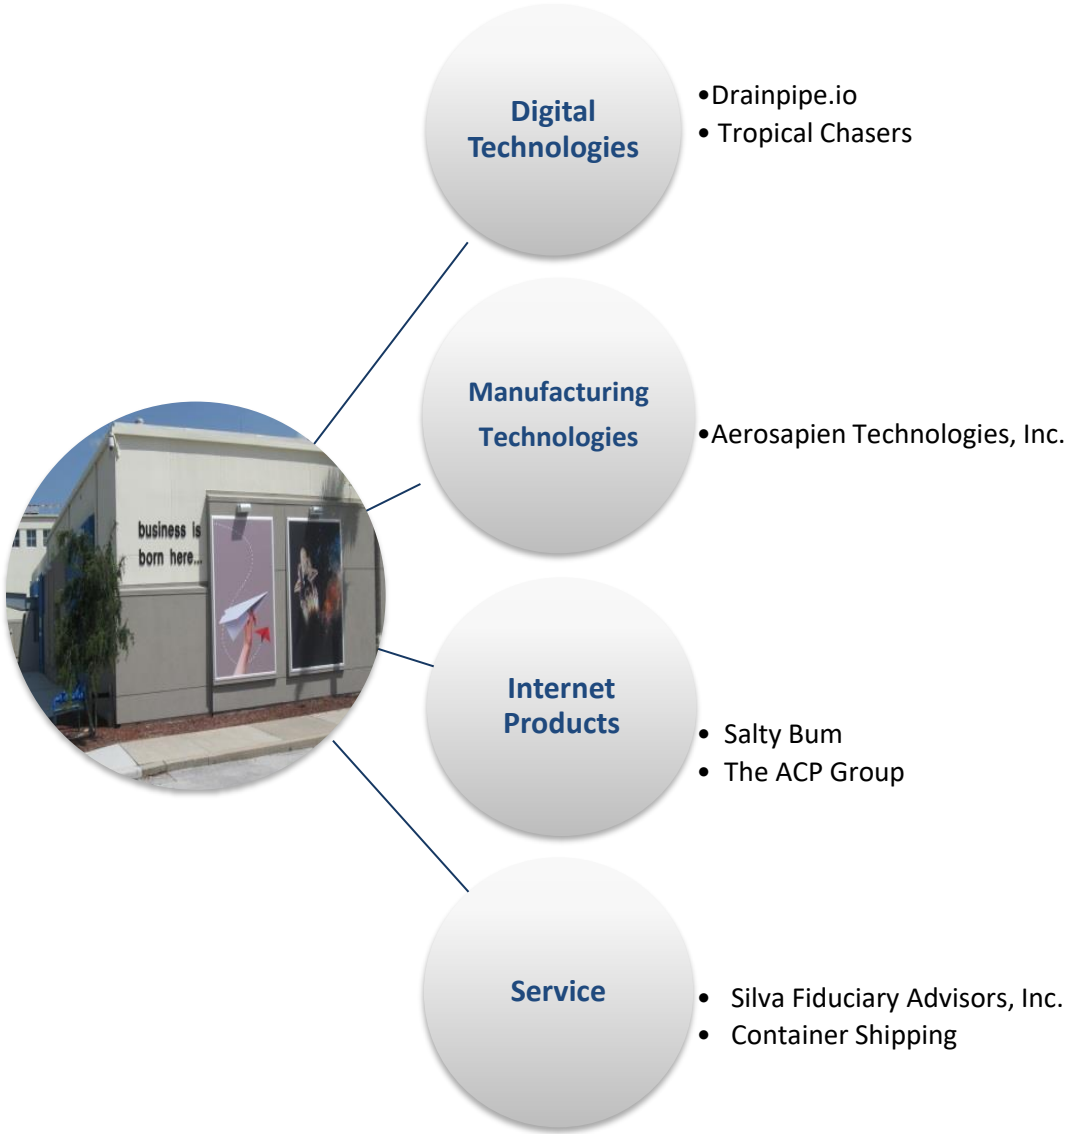 Digital
Technologies
•Drainpipe.io
• Tropical Chasers
Manufacturing
Technologies
•Aerosapien Technologies, Inc.
business is
born here...
Internet
Products
• Salty Bum
• The ACP Group
Service
• Silva Fiduciary Advisors, Inc.
• Container Shipping